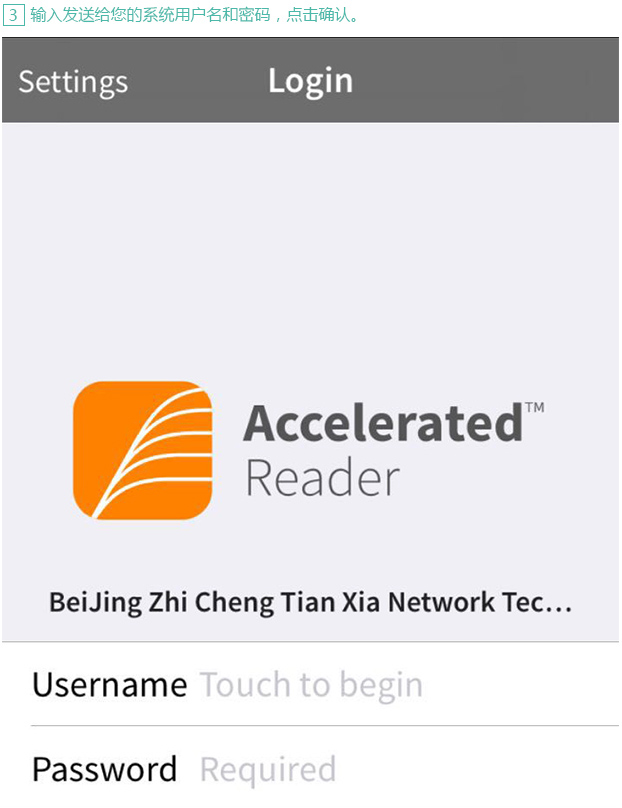 3 输入发送给您的系统用户名和密码，点击确认。
Settings Login
Accelerated™
Reader
BeiJing Zhi Cheng Tian Xia Network Tec...
Username Touch to begin
Password Required